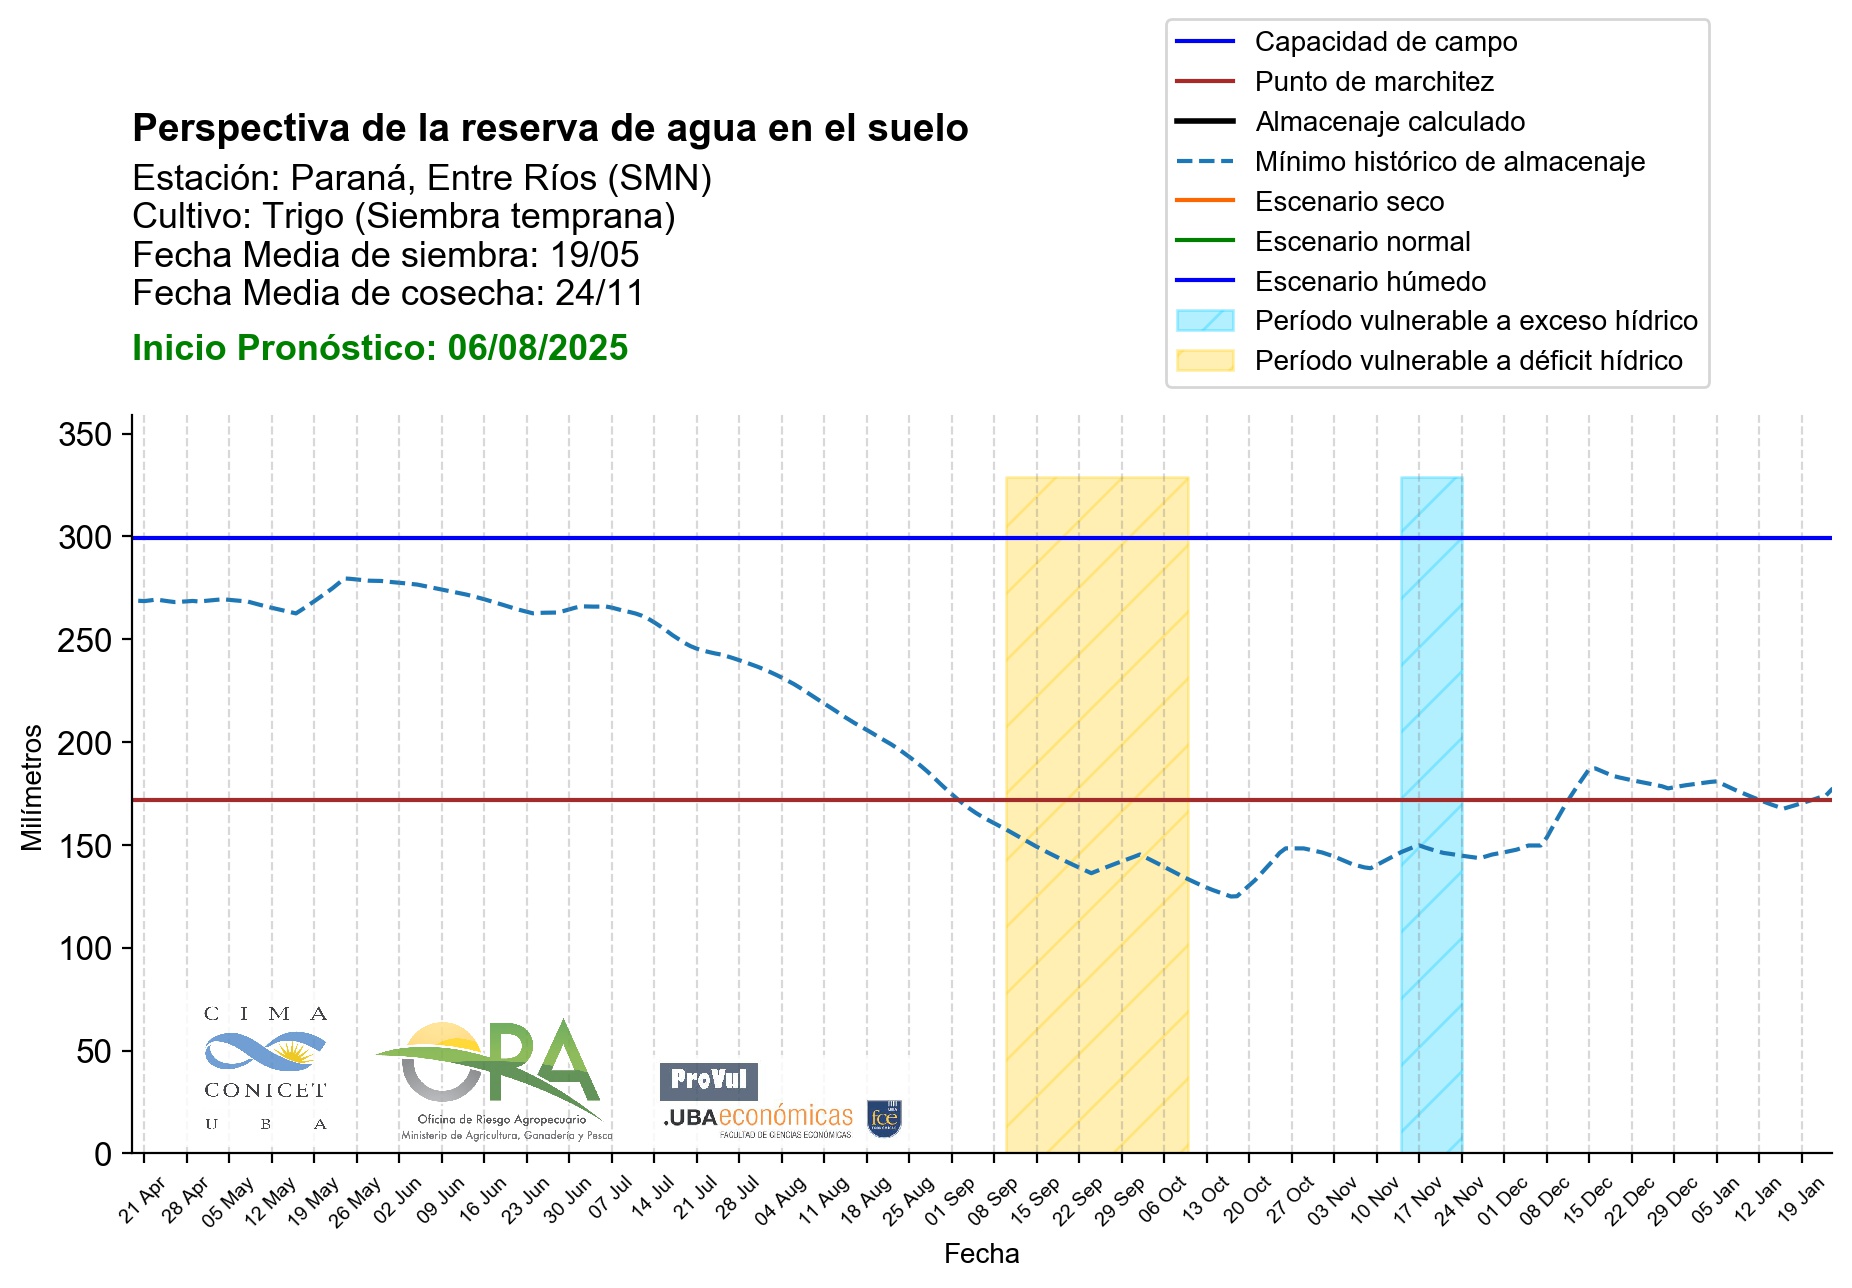 Capacidad de campo
Punto de marchitez
Almacenaje calculado
Mínimo histórico de almacenaje
Escenario seco
Escenario normal
Escenario húmedo
Período vulnerable a exceso hídrico
Período vulnerable a déficit hídrico
Perspectiva de la reserva de agua en el suelo
Estación: Paraná, Entre Ríos (SMN)
Cultivo: Trigo (Siembra temprana)
Fecha Media de siembra: 19/05
Fecha Media de cosecha: 24/11
Inicio Pronóstico: 06/08/2025
350
300
250
200
150
100
50
0
Milímetros
CIMA
CONICET
UBA
ORA
Oficina de Riesgo Agropecuario
Ministerio de Agricultura, Ganadería y Pesca
ProVul
.UBAeconómicas
FACULTAD DE CIENCIAS ECONÓMICAS
fce
21 Apr
28 Apr
05 May
12 May
19 May
26 May
02 Jun
09 Jun
16 Jun
23 Jun
30 Jun
07 Jul
14 Jul
21 Jul
28 Jul
04 Aug
11 Aug
18 Aug
25 Aug
01 Sep
08 Sep
15 Sep
22 Sep
29 Sep
06 Oct
13 Oct
20 Oct
27 Oct
03 Nov
10 Nov
17 Nov
24 Nov
01 Dec
08 Dec
15 Dec
22 Dec
29 Dec
05 Jan
12 Jan
19 Jan
Fecha